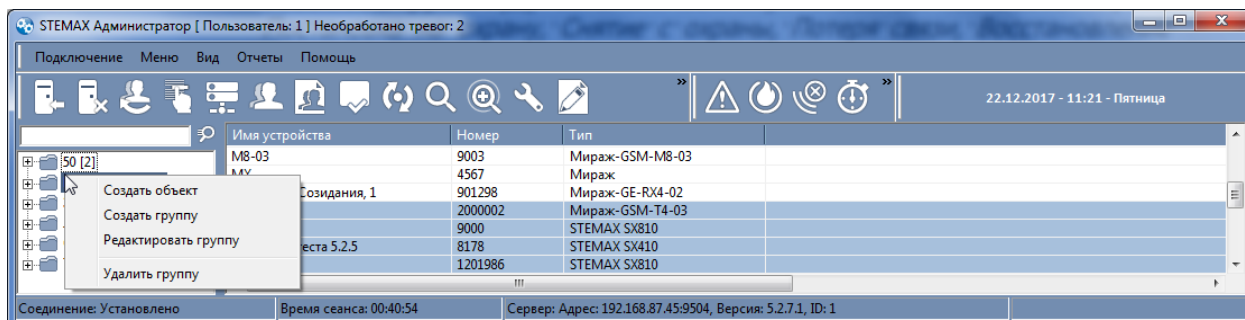 STEMAX Администратор [ Пользователь: 1 ] Необработано тревог: 2
Подключение Меню Вид Отчеты Помощь
22.12.2017 - 11:21 - Пятница
Имя устройства Номер Тип
50 [2]
M8-03 9003 Мираж-GSM-M8-03
4567 Мираж
Созидания, 1 901298 Мираж-GE-RX4-02
2000002 Мираж-GSM-T4-03
9000 STEMAX SX810
8178 STEMAX SX410
1201986 STEMAX SX810
Создать объект
Создать группу
Редактировать группу
Удалить группу
Соединение: Установлено Время сеанса: 00:40:54 Сервер: Адрес: 192.168.87.45:9504, Версия: 5.2.7.1, ID: 1